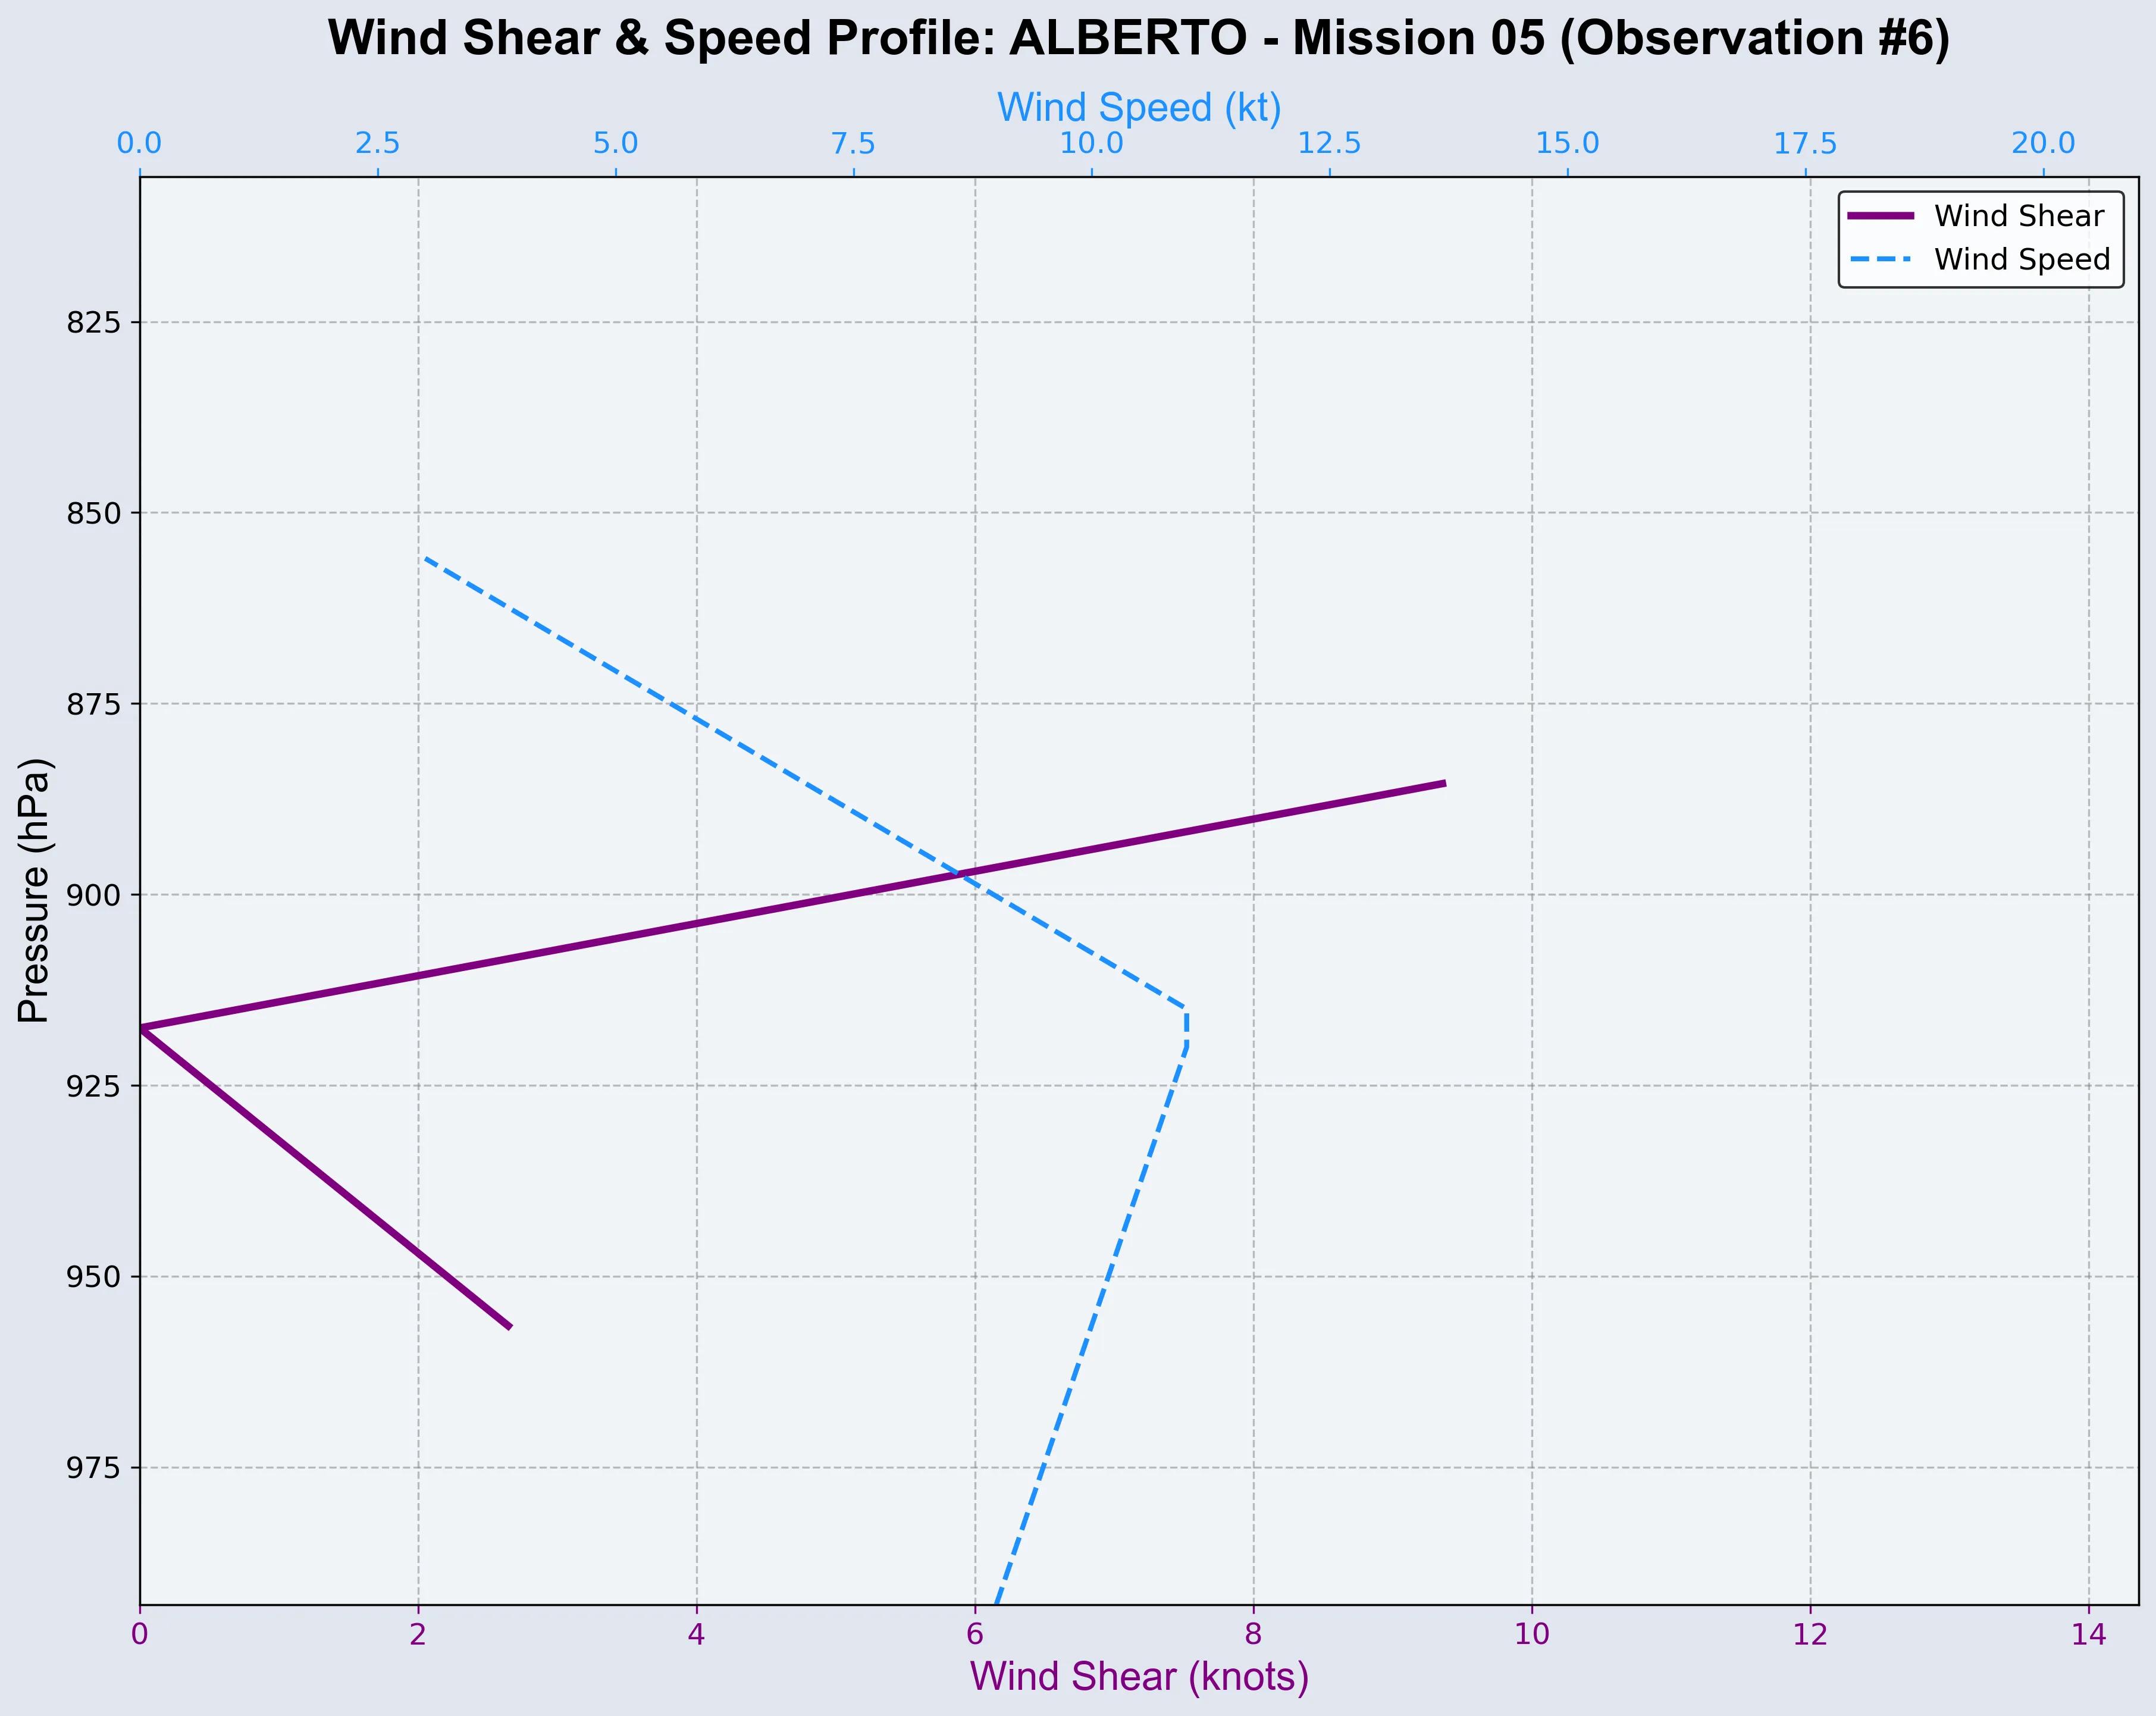 Wind Shear & Speed Profile: ALBERTO - Mission 05 (Observation #6)
Wind Speed (kt)
0.0 2.5 5.0 7.5 10.0 12.5 15.0 17.5 20.0
Wind Shear
Wind Speed
825
850
875
900
925
950
975
Pressure (hPa)
0 2 4 6 8 10 12 14
Wind Shear (knots)